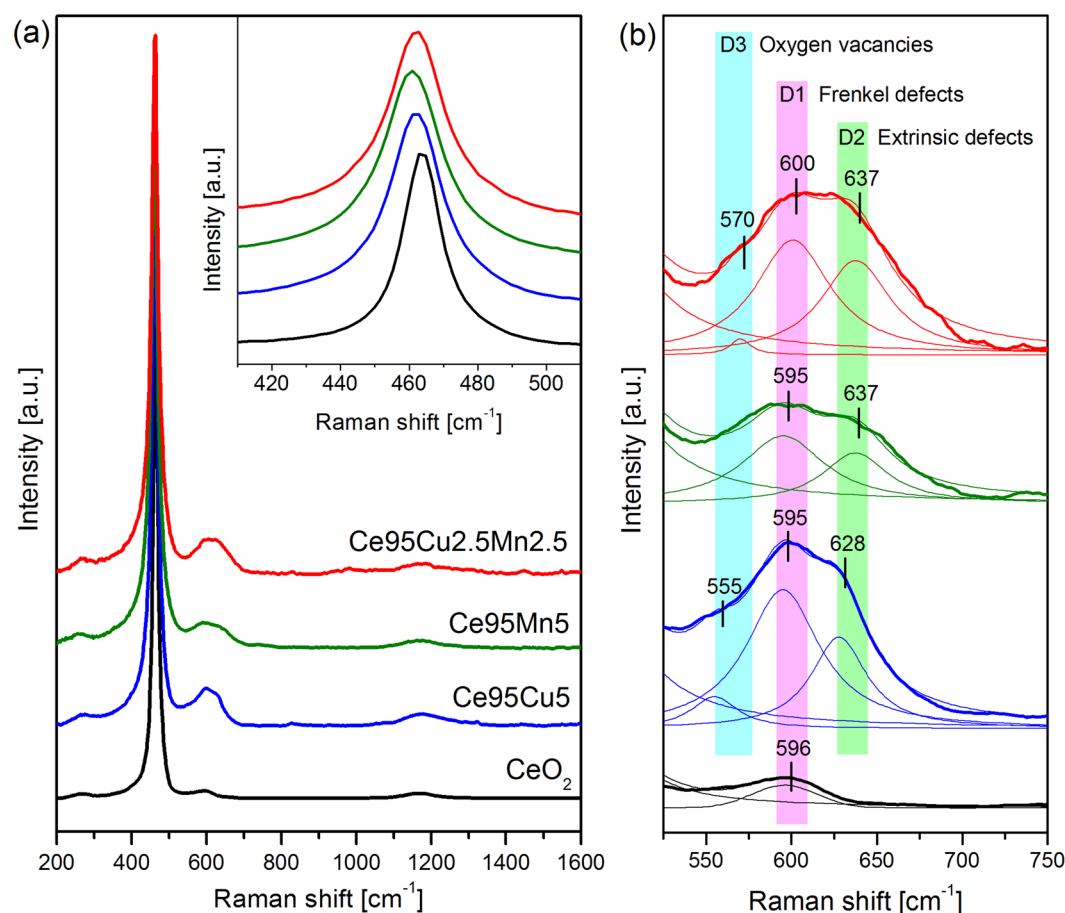 (a)
Intensity [a.u.]
Raman shift [cm⁻¹]
200 400 600 800 1000 1200 1400 1600
Ce95Cu2.5Mn2.5
Ce95Mn5
Ce95Cu5
CeO₂
Intensity [a.u.]
Raman shift [cm⁻¹]
420 440 460 480 500
(b)
D3 Oxygen vacancies
D1 Frenkel defects
D2 Extrinsic defects
570 600 637
595 637
555 595 628
596
Intensity [a.u.]
550 600 650 700 750
Raman shift [cm⁻¹]